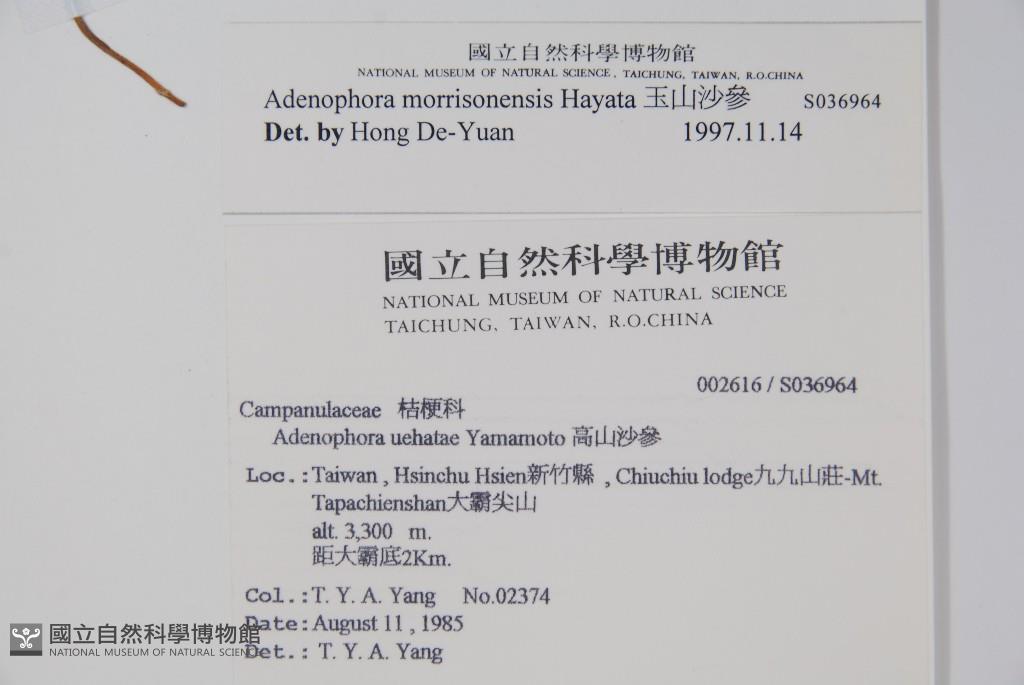 國立自然科學博物館
NATIONAL MUSEUM OF NATURAL SCIENCE, TAICHUNG, TAIWAN, R.O.CHINA
Adenophora morrisonensis Hayata 玉山沙參 S036964
Det. by Hong De-Yuan 1997.11.14
國立自然科學博物館
NATIONAL MUSEUM OF NATURAL SCIENCE
TAICHUNG, TAIWAN, R.O.CHINA
002616 / S036964
Campanulaceae 桔梗科
Adenophora uehatae Yamamoto 高山沙參
Loc.:Taiwan , Hsinchu Hsien新竹縣 , Chiuchiu lodge九九山莊-Mt.
Tapachienshan大霸尖山
alt. 3,300 m.
距大霸底2Km.
Col.:T. Y. A. Yang No.02374
Date:August 11 , 1985
Det.: T. Y. A. Yang
國立自然科學博物館
NATIONAL MUSEUM OF NATURAL SCIENCE